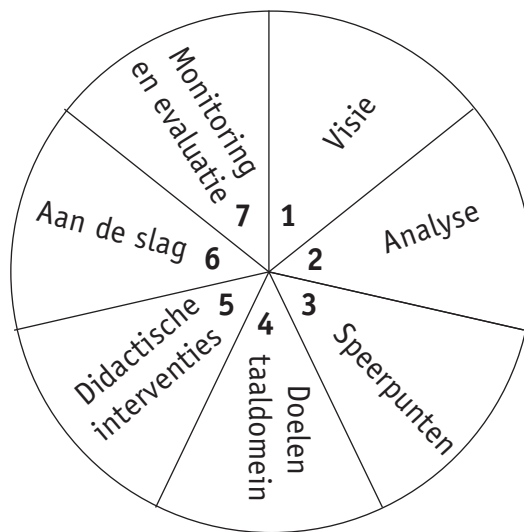 1
Visie
2
Analyse
3
Speerpunten
4
Doelen
taaldomein
5
Didactische
interventies
6
Aan de slag
7
Monitoring
en evaluatie